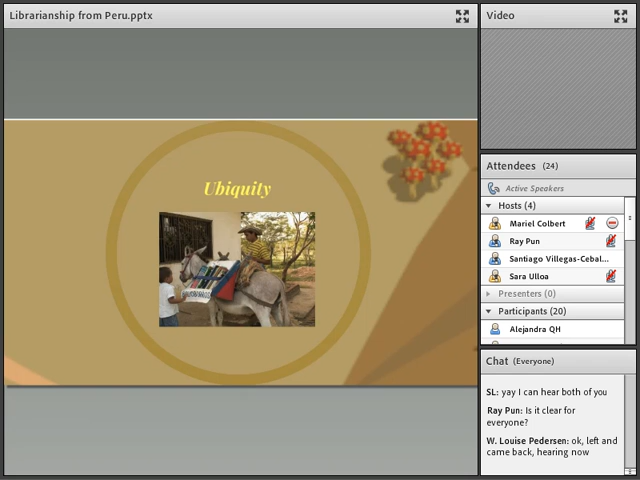 Librarianship from Peru.pptx
Ubiquity
Video
Attendees (24)
Active Speakers
Hosts (4)
Mariel Colbert
Ray Pun
Santiago Villegas-Cebal...
Sara Ulloa
Presenters (0)
Participants (20)
Alejandra QH
Chat (Everyone)
SL: yay I can hear both of you
Ray Pun: Is it clear for
everyone?
W. Louise Pedersen: ok, left and
came back, hearing now